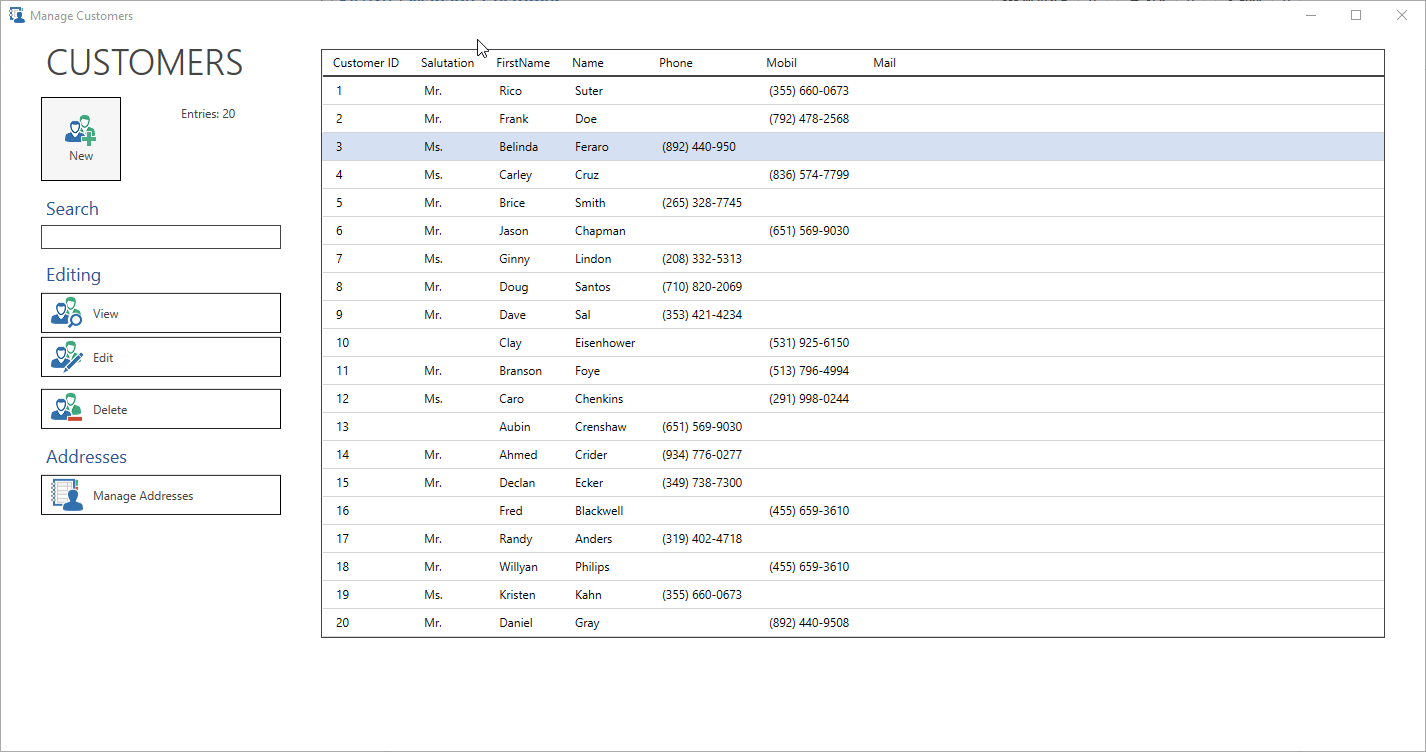 Manage Customers
CUSTOMERS
New
Entries: 20
Search
Editing
View
Edit
Delete
Addresses
Manage Addresses
Customer ID Salutation FirstName Name Phone Mobil Mail
1 Mr. Rico Suter (355) 660-0673
2 Mr. Frank Doe (792) 478-2568
3 Ms. Belinda Feraro (892) 440-950
4 Ms. Carley Cruz (836) 574-7799
5 Mr. Brice Smith (265) 328-7745
6 Mr. Jason Chapman (651) 569-9030
7 Ms. Ginny Lindon (208) 332-5313
8 Mr. Doug Santos (710) 820-2069
9 Mr. Dave Sal (353) 421-4234
10 Clay Eisenhower (531) 925-6150
11 Mr. Branson Foye (513) 796-4994
12 Ms. Caro Chenkins (291) 998-0244
13 Aubin Crenshaw (651) 569-9030
14 Mr. Ahmed Crider (934) 776-0277
15 Mr. Declan Ecker (349) 738-7300
16 Fred Blackwell (455) 659-3610
17 Mr. Randy Anders (319) 402-4718
18 Mr. Willyan Philips (455) 659-3610
19 Ms. Kristen Kahn (355) 660-0673
20 Mr. Daniel Gray (892) 440-9508